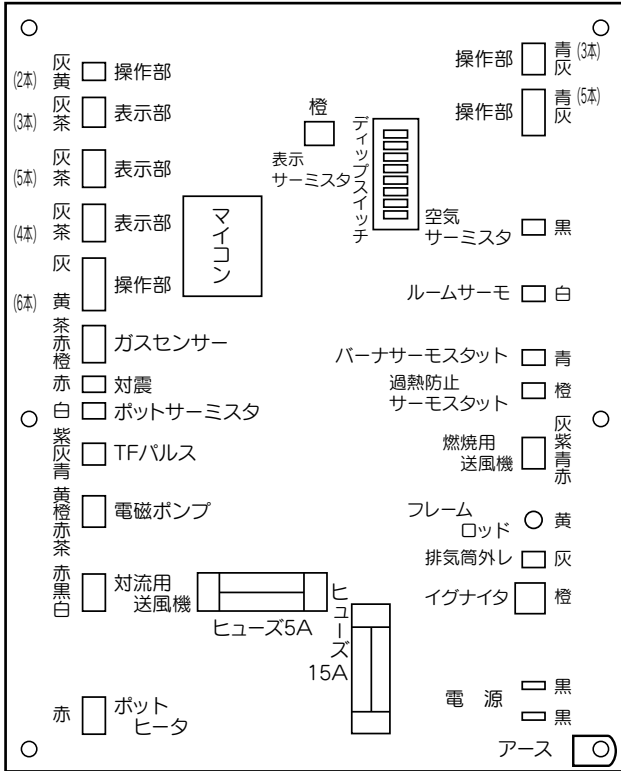 灰
黄
(2本)
操作部
灰
茶
(3本)
表示部
灰
茶
(5本)
表示部
灰
茶
(4本)
表示部
灰
黄
(6本)
操作部
茶
赤
橙
ガスセンサー
赤
対震
白
ポットサーミスタ
紫
灰
青
TFパルス
黄
橙
赤
茶
電磁ポンプ
赤
黒
白
対流用
送風機
赤
ポット
ヒータ
橙
表示
サーミスタ
ディップスイッチ
マイコン
ヒューズ5A
ヒューズ
15A
操作部
青
灰
(3本)
操作部
青
灰
(5本)
空気
サーミスタ
黒
ルームサーモ
白
バーナサーモスタット
青
過熱防止
サーモスタット
橙
燃焼用
送風機
灰
紫
青
赤
フレーム
ロッド
黄
排気筒外レ
灰
イグナイタ
橙
電 源
黒
黒
アース